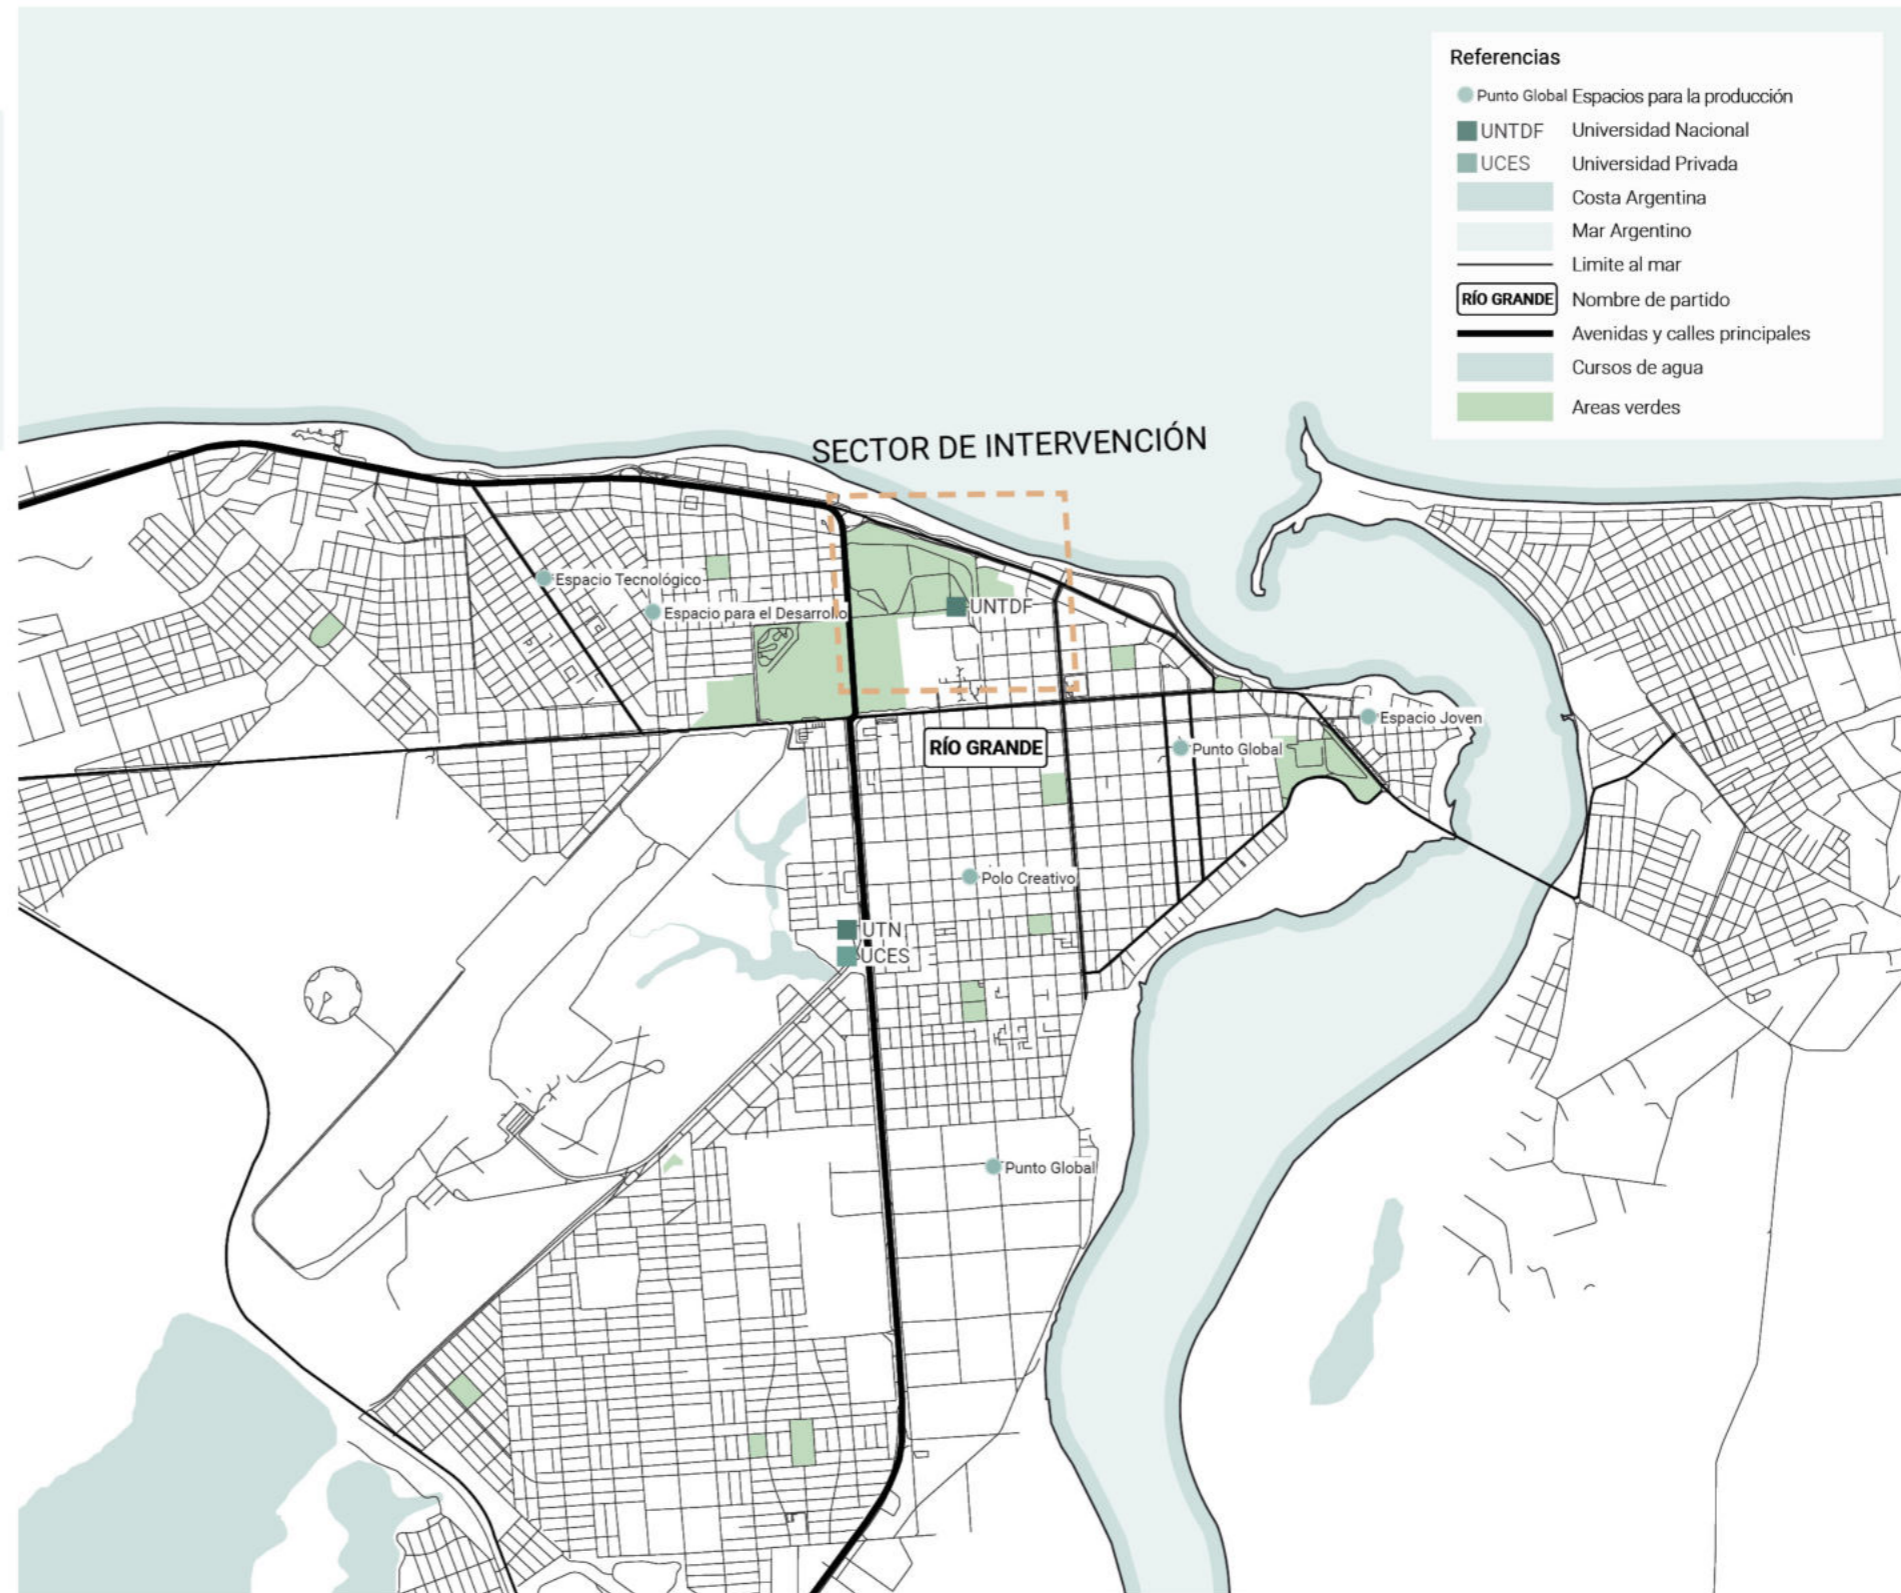 Referencias
Punto Global Espacios para la producción
UNTDF Universidad Nacional
UCES Universidad Privada
Costa Argentina
Mar Argentino
Limite al mar
RÍO GRANDE Nombre de partido
Avenidas y calles principales
Cursos de agua
Areas verdes
SECTOR DE INTERVENCIÓN
Espacio Tecnológico
Espacio para el Desarrollo
UNTDF
Espacio Joven
RÍO GRANDE
Punto Global
Polo Creativo
UTN
UCES
Punto Global